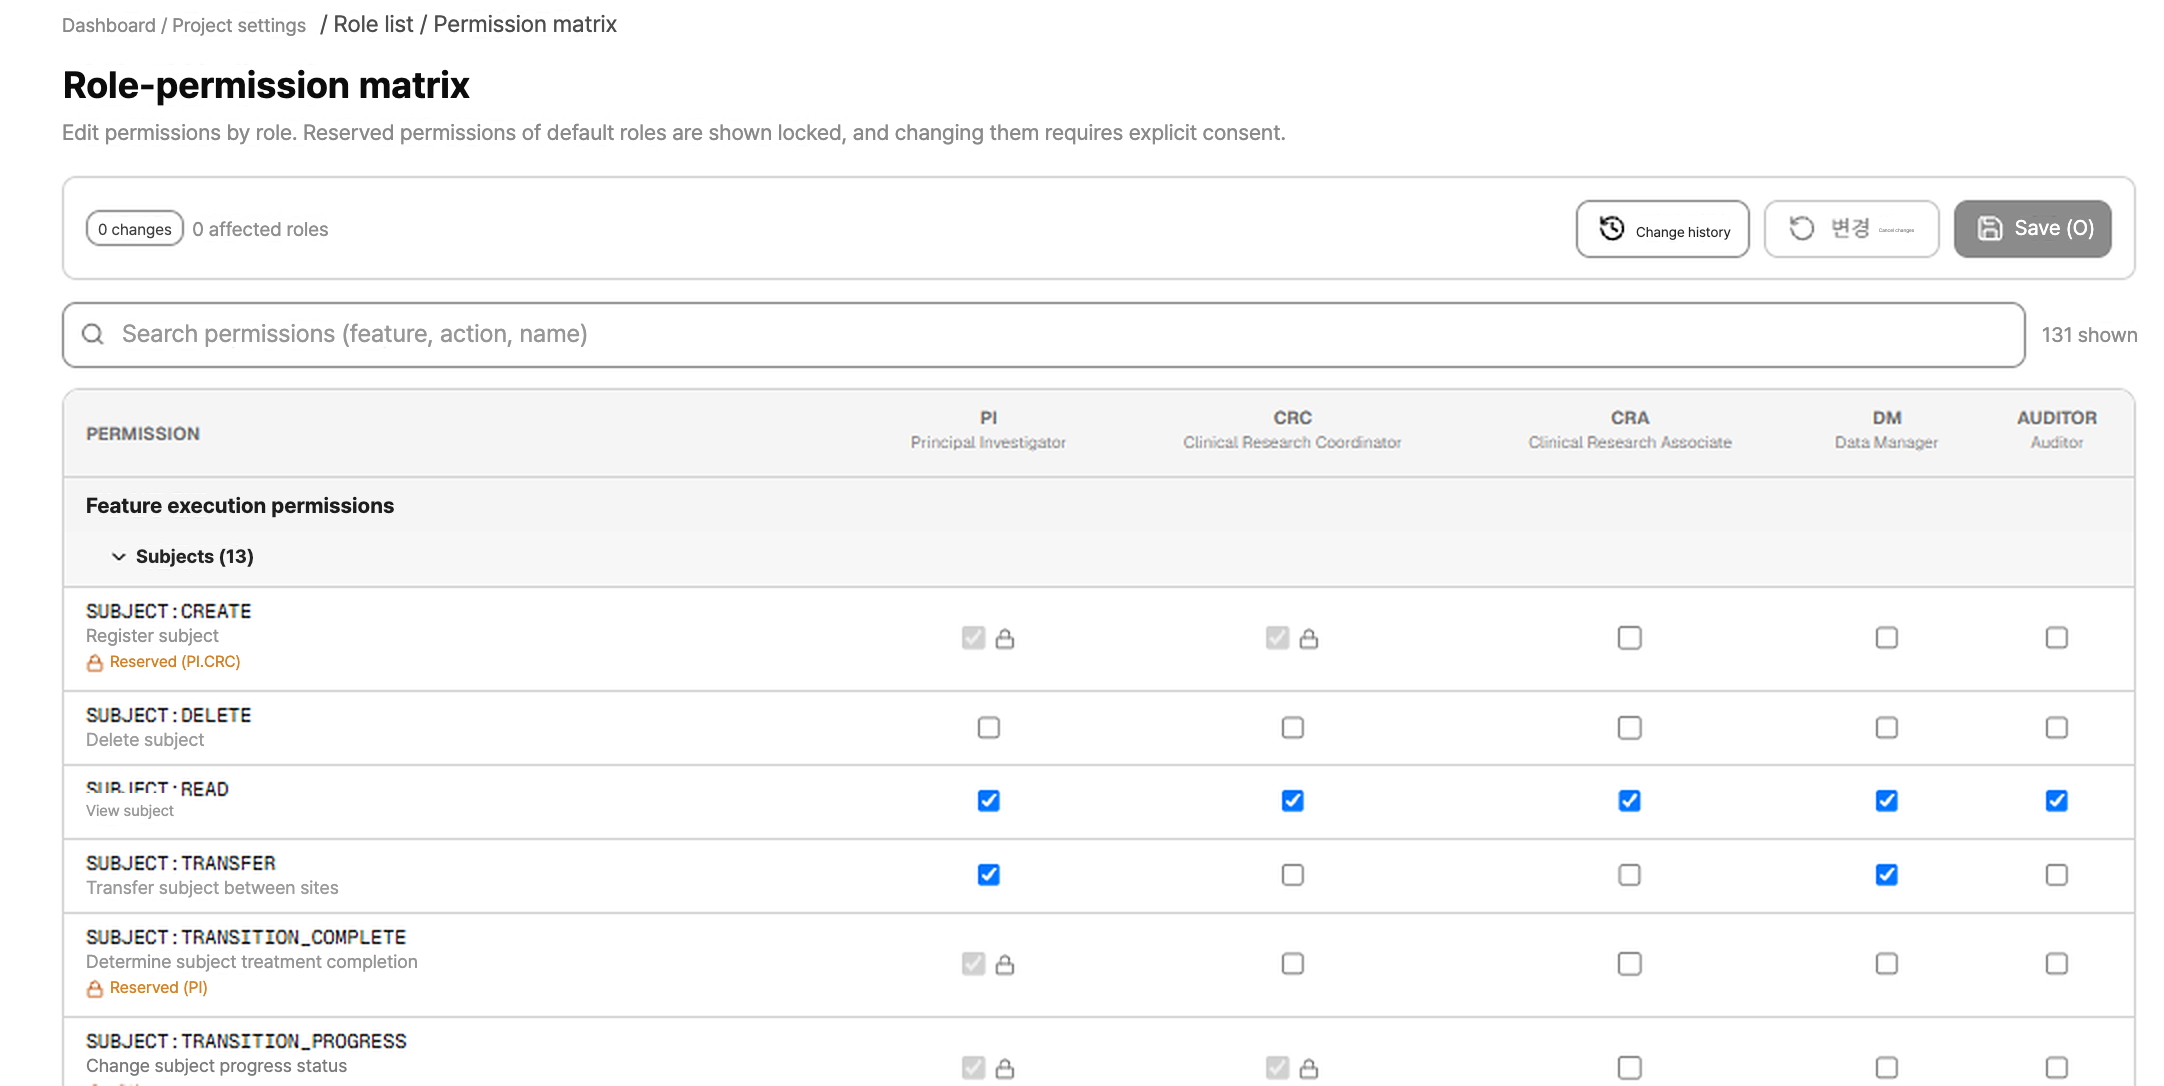 Dashboard / Project settings / Role list / Permission matrix
Role-permission matrix
Edit permissions by role. Reserved permissions of default roles are shown locked, and changing them requires explicit consent.
0 changes 0 affected roles Change history 변경 Cancel changes Save (0)
Search permissions (feature, action, name) 131 shown
PERMISSION PI CRC CRA DM AUDITOR
Principal Investigator Clinical Research Coordinator Clinical Research Associate Data Manager Auditor
Feature execution permissions
Subjects (13)
SUBJECT:CREATE
Register subject
Reserved (PI.CRC)
SUBJECT:DELETE
Delete subject
SUBJECT:READ
View subject
SUBJECT:TRANSFER
Transfer subject between sites
SUBJECT:TRANSITION_COMPLETE
Determine subject treatment completion
Reserved (PI)
SUBJECT:TRANSITION_PROGRESS
Change subject progress status